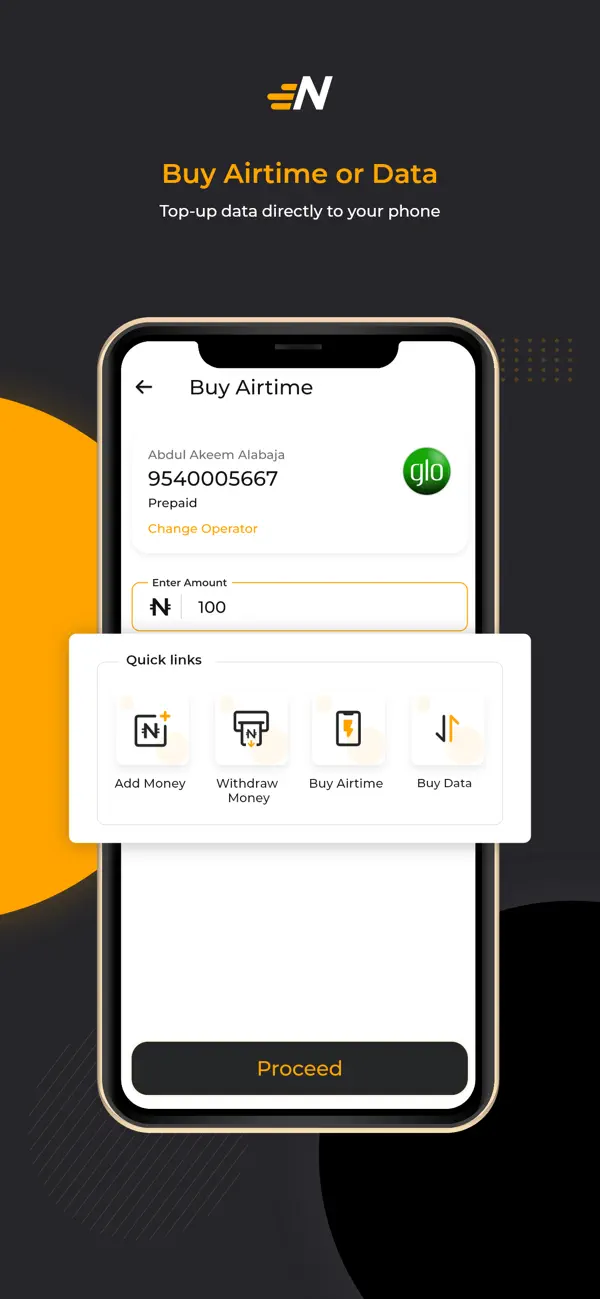 N
Buy Airtime or Data
Top-up data directly to your phone
Buy Airtime
Abdul Akeem Alabaja
9540005667
Prepaid
Change Operator
glo
Enter Amount
₦ 100
Quick links
₦
Add Money
₦
Withdraw
Money
Buy Airtime
Buy Data
Proceed